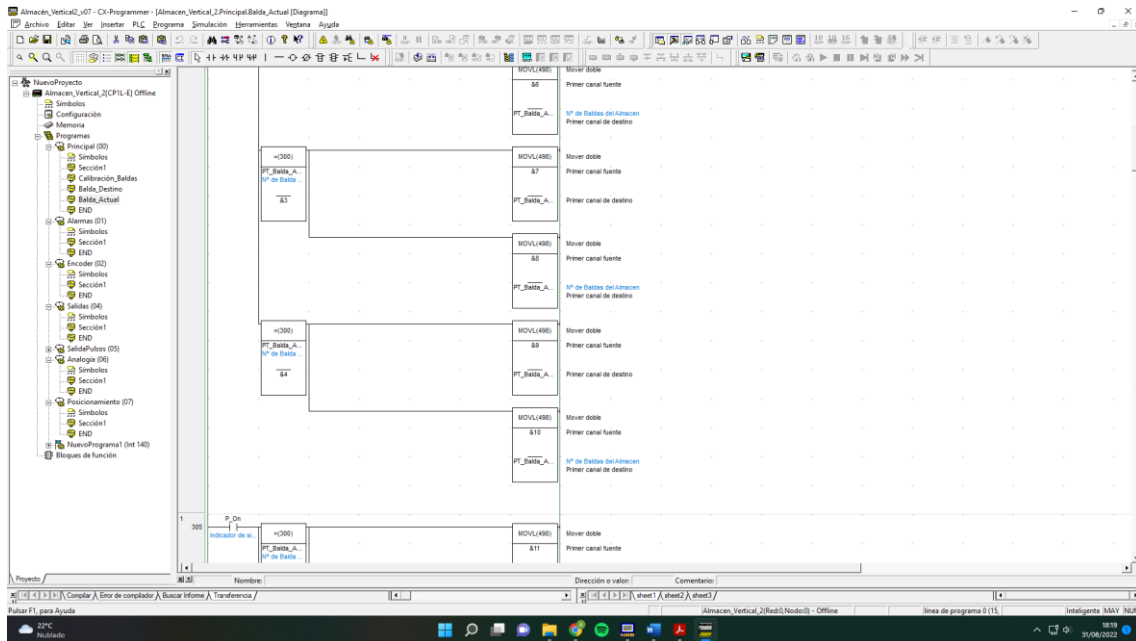 Almacén_Vertical2_v07 - CX-Programmer - [Almacen_Vertical_2.Principal.Balda_Actual [Diagrama]]
Archivo Editar Ver Insertar PLC Programa Simulación Herramientas Ventana Ayuda
NuevoProyecto
Almacen_Vertical_2[CP1L-E] Offline
Símbolos
Configuración
Memoria
Programas
Principal (00)
Símbolos
Sección1
Calibración_Baldas
Balda_Destino
Balda_Actual
END
Alarmas (01)
Símbolos
Sección1
END
Encoder (02)
Símbolos
Sección1
END
Salidas (04)
Símbolos
Sección1
END
SalidaPulsos (05)
Analogía (06)
Símbolos
Sección1
END
Posicionamiento (07)
Símbolos
Sección1
END
NuevoPrograma1 (Int 140)
Bloques de función
Proyecto
MOVL(498) Mover doble
&6 Primer canal fuente
PT_Balda_A... Nº de Baldas del Almacen
Primer canal de destino
=(300) MOVL(498) Mover doble
PT_Balda_A... &7 Primer canal fuente
Nº de Balda ...
&3 PT_Balda_A... Primer canal de destino
MOVL(498) Mover doble
&8 Primer canal fuente
PT_Balda_A... Nº de Baldas del Almacen
Primer canal de destino
=(300) MOVL(498) Mover doble
PT_Balda_A... &9 Primer canal fuente
Nº de Balda ...
&4 PT_Balda_A... Primer canal de destino
MOVL(498) Mover doble
&10 Primer canal fuente
PT_Balda_A... Nº de Baldas del Almacen
Primer canal de destino
1 305 P_On
Indicador de si...
=(300) MOVL(498) Mover doble
PT_Balda_A... &11 Primer canal fuente
Nº de Balda ...
Nombre: Dirección o valor: Comentario:
Compilar Error de compilador Buscar Informe Transferencia sheet1 sheet2 sheet3
Pulsar F1, para Ayuda Almacen_Vertical_2(Red:0,Nodo:0) - Offline línea de programa 0 (15, Inteligente MAY NUM
22°C
Nublado
18:19
31/08/2022